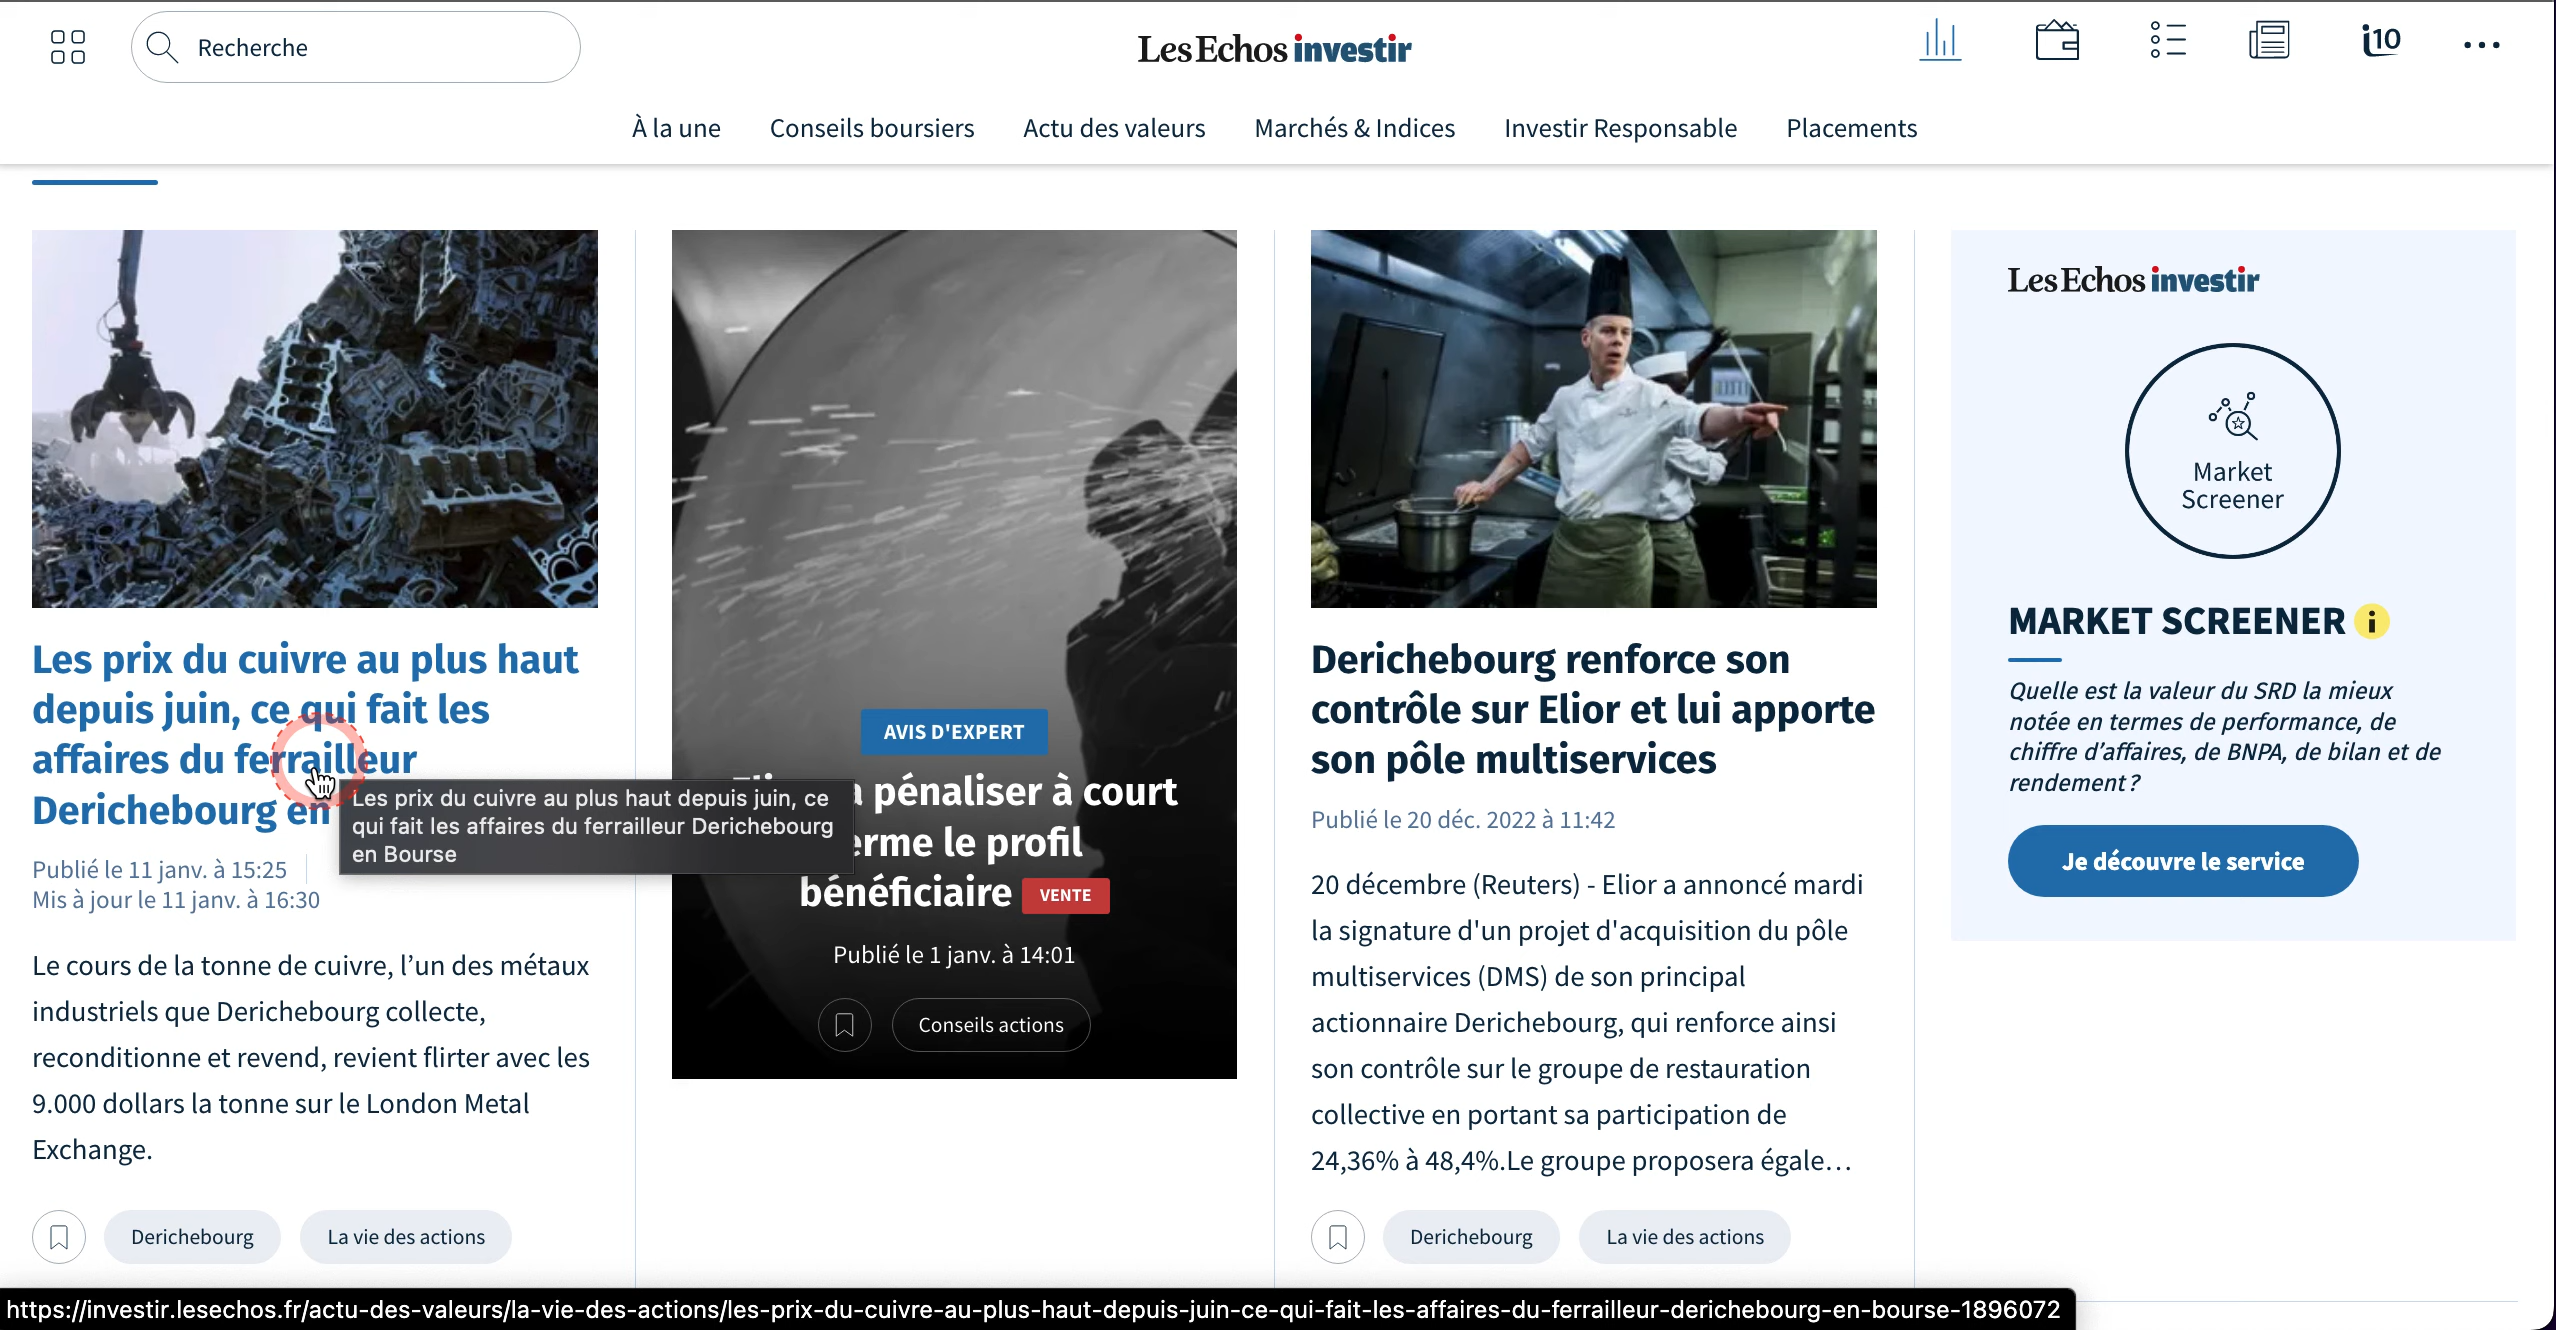 Recherche
Les Echos investir
i10
À la une
Conseils boursiers
Actu des valeurs
Marchés & Indices
Investir Responsable
Placements
Les prix du cuivre au plus haut
depuis juin, ce qui fait les
affaires du ferrailleur
Derichebourg en
Les prix du cuivre au plus haut depuis juin, ce
qui fait les affaires du ferrailleur Derichebourg
en Bourse
Publié le 11 janv. à 15:25
Mis à jour le 11 janv. à 16:30
Le cours de la tonne de cuivre, l’un des métaux
industriels que Derichebourg collecte,
reconditionne et revend, revient flirter avec les
9.000 dollars la tonne sur le London Metal
Exchange.
Derichebourg
La vie des actions
AVIS D'EXPERT
pénaliser à court
le profil
bénéficiaire VENTE
Publié le 1 janv. à 14:01
Conseils actions
Derichebourg renforce son
contrôle sur Elior et lui apporte
son pôle multiservices
Publié le 20 déc. 2022 à 11:42
20 décembre (Reuters) - Elior a annoncé mardi
la signature d'un projet d'acquisition du pôle
multiservices (DMS) de son principal
actionnaire Derichebourg, qui renforce ainsi
son contrôle sur le groupe de restauration
collective en portant sa participation de
24,36% à 48,4%.Le groupe proposera égale…
Derichebourg
La vie des actions
Les Echos investir
Market
Screener
MARKET SCREENER i
Quelle est la valeur du SRD la mieux
notée en termes de performance, de
chiffre d’affaires, de BNPA, de bilan et de
rendement ?
Je découvre le service
https://investir.lesechos.fr/actu-des-valeurs/la-vie-des-actions/les-prix-du-cuivre-au-plus-haut-depuis-juin-ce-qui-fait-les-affaires-du-ferrailleur-derichebourg-en-bourse-1896072